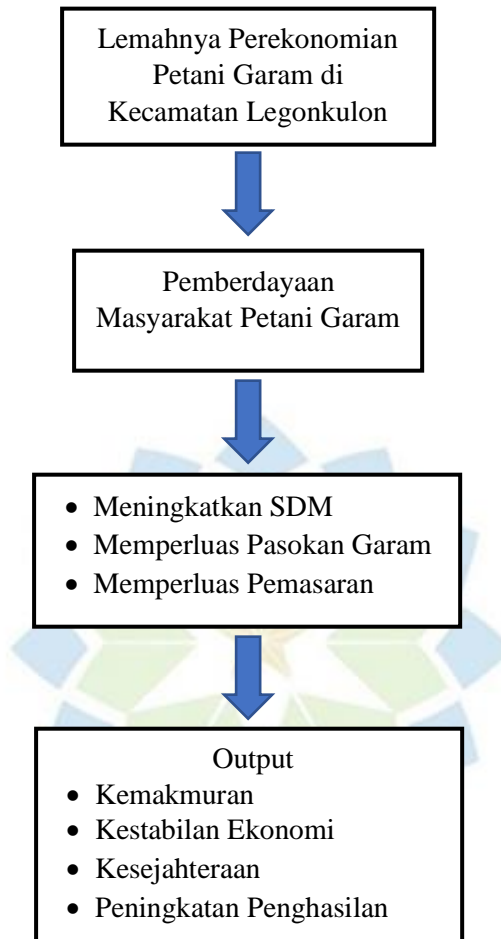 Lemahnya Perekonomian
Petani Garam di
Kecamatan Legonkulon
Pemberdayaan
Masyarakat Petani Garam
• Meningkatkan SDM
• Memperluas Pasokan Garam
• Memperluas Pemasaran
Output
• Kemakmuran
• Kestabilan Ekonomi
• Kesejahteraan
• Peningkatan Penghasilan